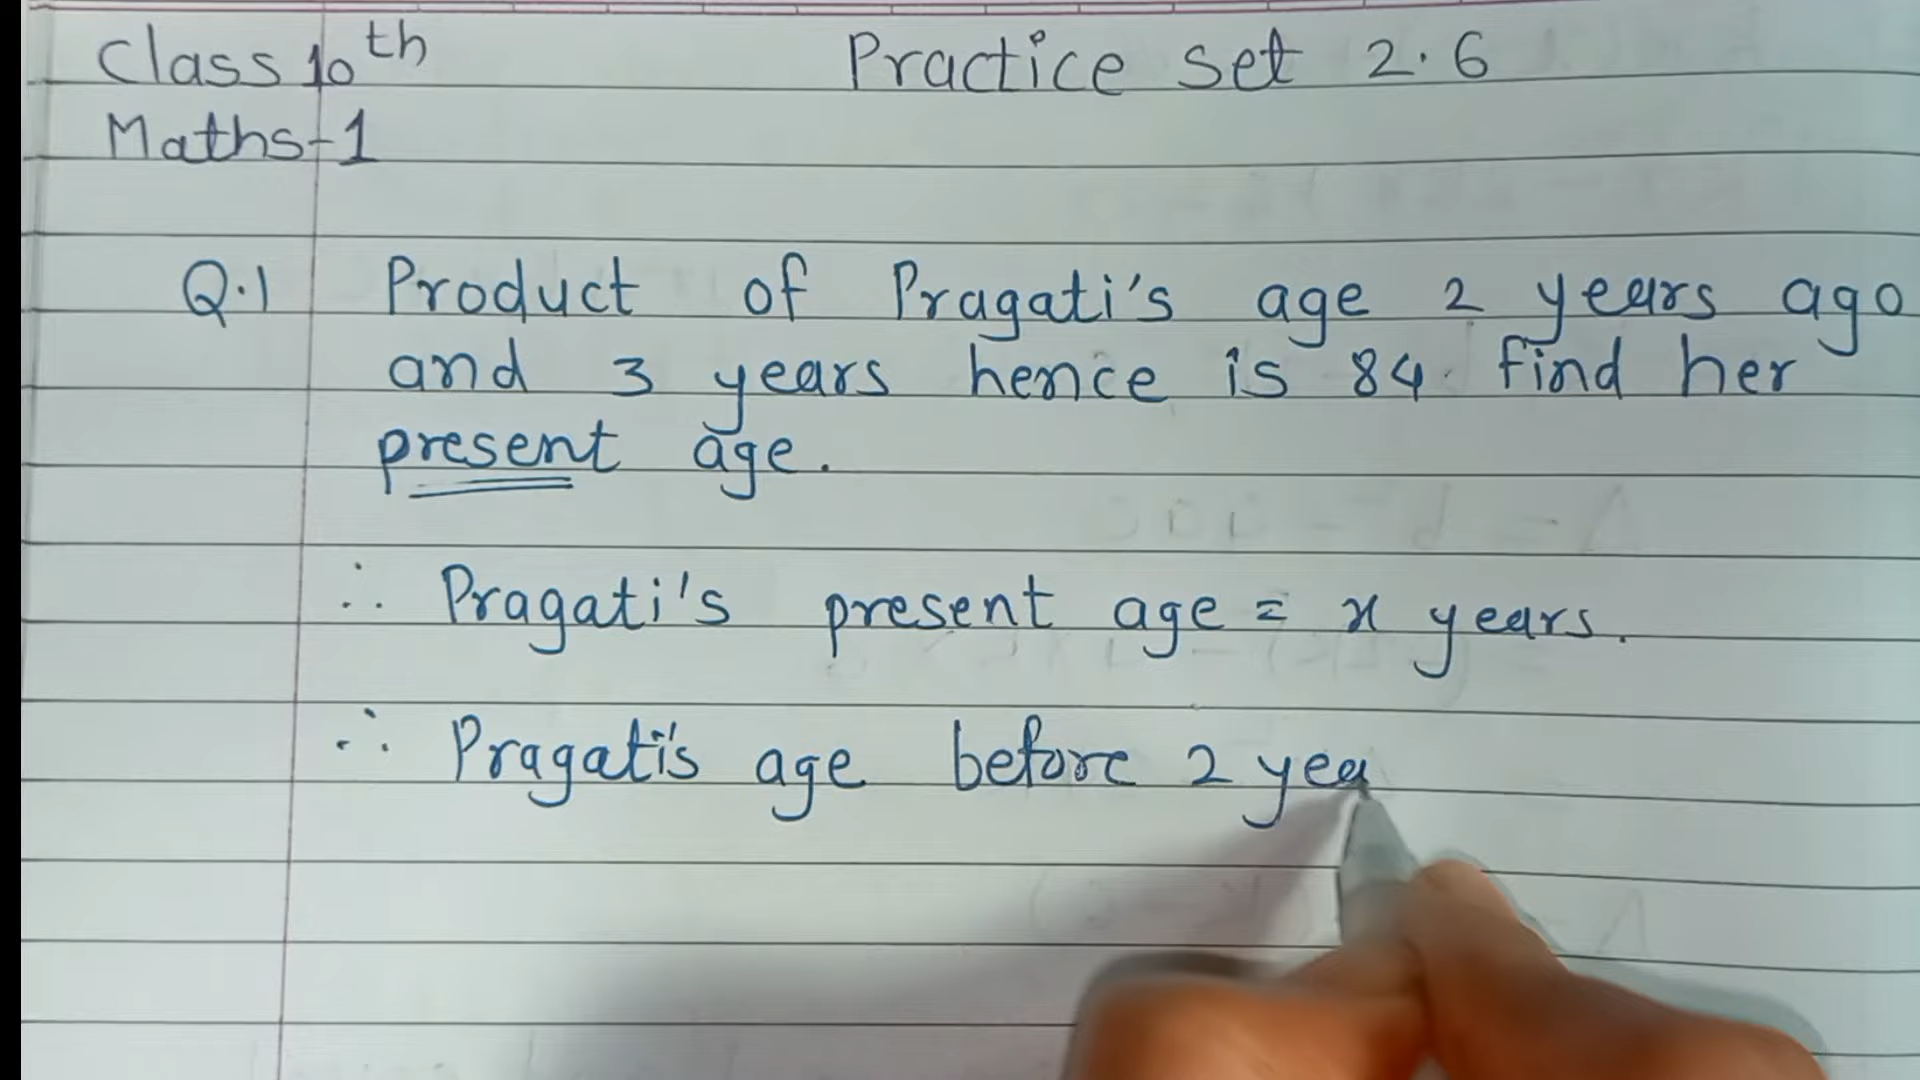 Class 10th Practice set 2.6
Maths-1
Q.1 Product of Pragati's age 2 years ago
and 3 years hence is 84. find her
present age.
∴ Pragati's present age = x years.
∴ Pragati's age before 2 yea